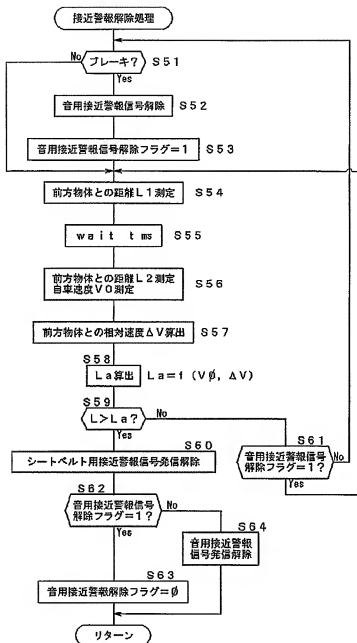 接近警報解除処理
No
ブレーキ?
S51
Yes
音用接近警報信号解除
S52
音用接近警報信号解除フラグ=1
S53
前方物体との距離L1測定
S54
wait tms
S55
前方物体との距離L2測定
自車速度V0測定
S56
前方物体との相対速度ΔV算出
S57
S58
La算出
La=f(Vφ,ΔV)
S59
L>La?
No
Yes
S60
シートベルト用接近警報信号発信解除
S61
音用接近警報信号
解除フラグ=1?
No
Yes
S62
音用接近警報信号
解除フラグ=1?
No
Yes
S64
音用接近警報
信号発信解除
S63
音用接近警報解除フラグ=φ
リターン